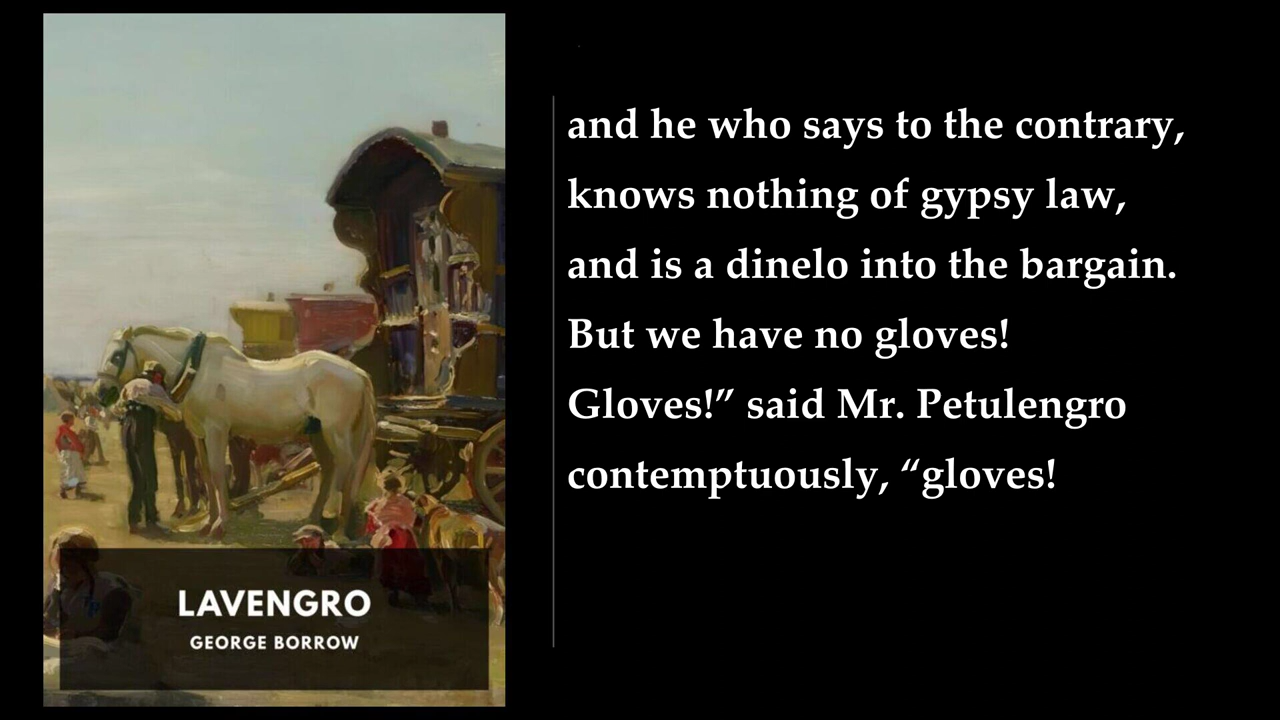 and he who says to the contrary,
knows nothing of gypsy law,
and is a dinelo into the bargain.
But we have no gloves!
Gloves!” said Mr. Petulengro
contemptuously, “gloves!
LAVENGRO
GEORGE BORROW